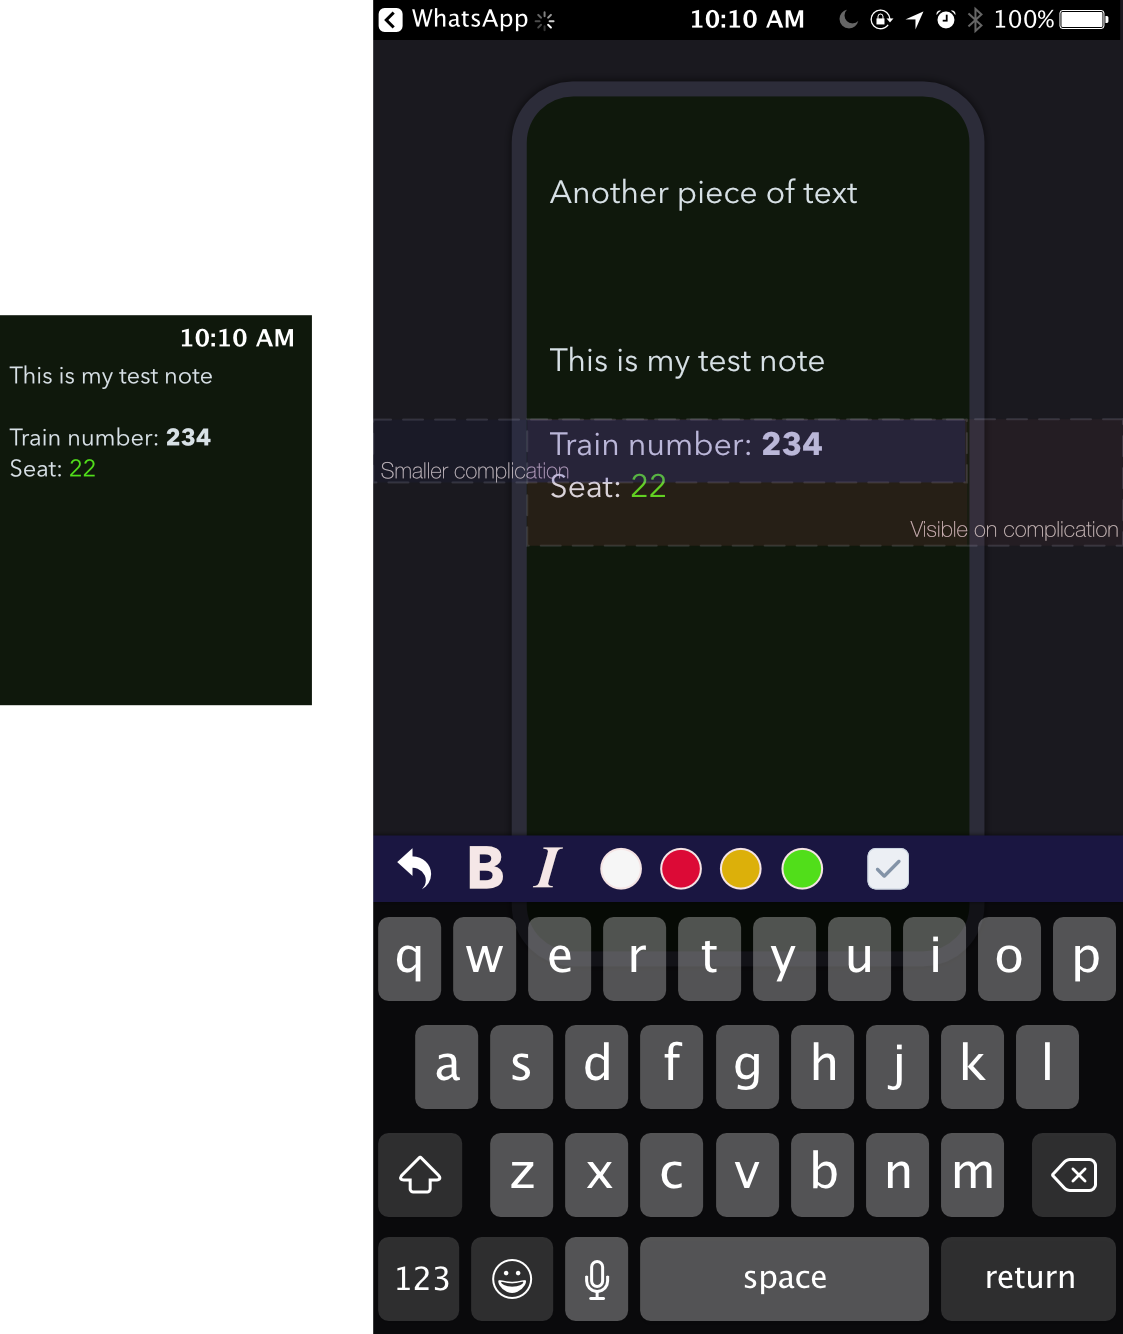 10:10 AM
This is my test note
Train number: 234
Seat: 22
WhatsApp 10:10 AM 100%
Another piece of text
This is my test note
Train number: 234
Smaller complication
Seat: 22
Visible on complication
B I
q w e r t y u i o p
a s d f g h j k l
z x c v b n m
123 space return